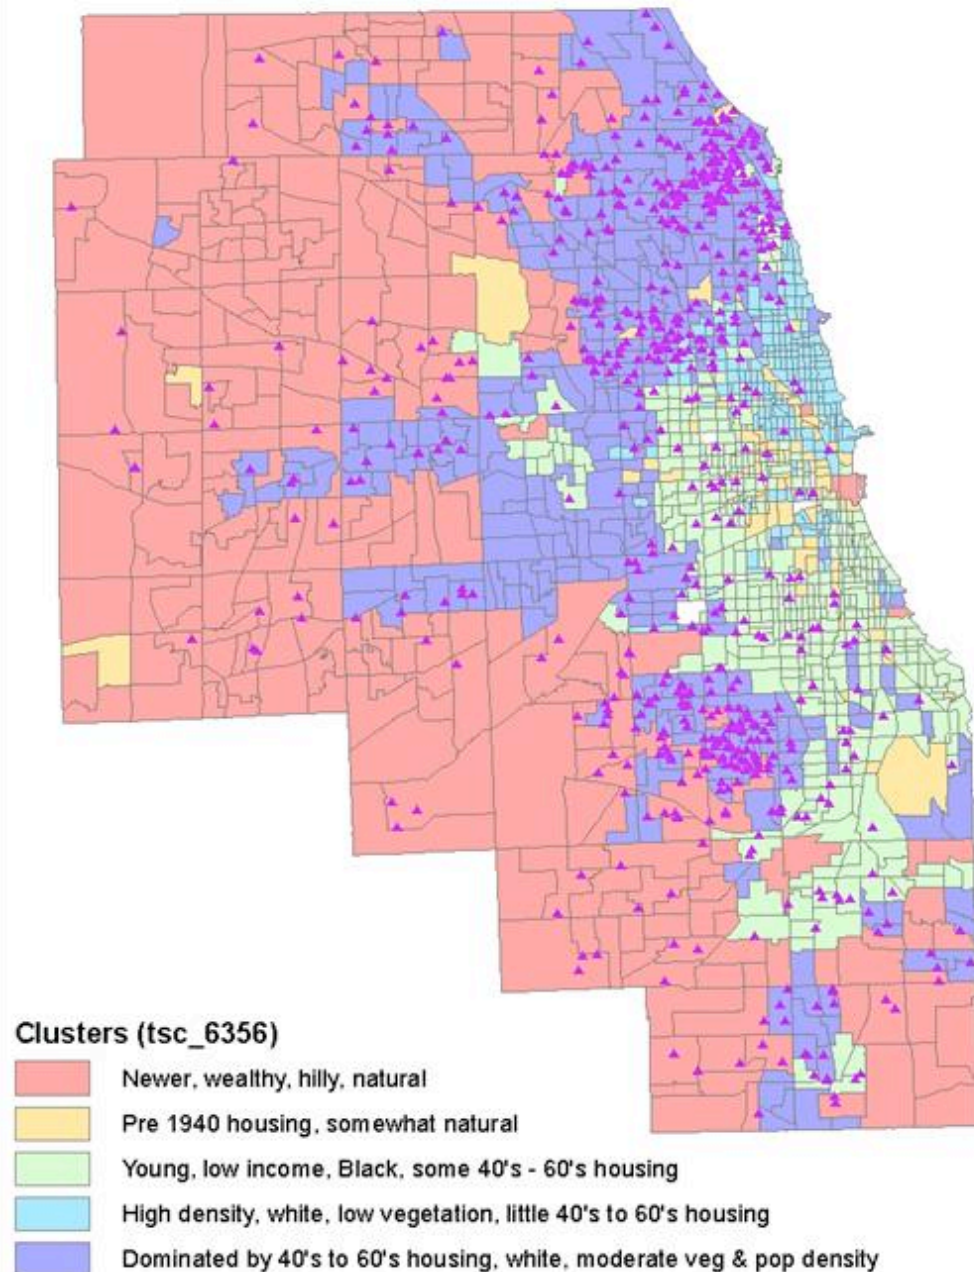 Clusters (tsc_6356)
Newer, wealthy, hilly, natural
Pre 1940 housing, somewhat natural
Young, low income, Black, some 40's - 60's housing
High density, white, low vegetation, little 40's to 60's housing
Dominated by 40's to 60's housing, white, moderate veg & pop density